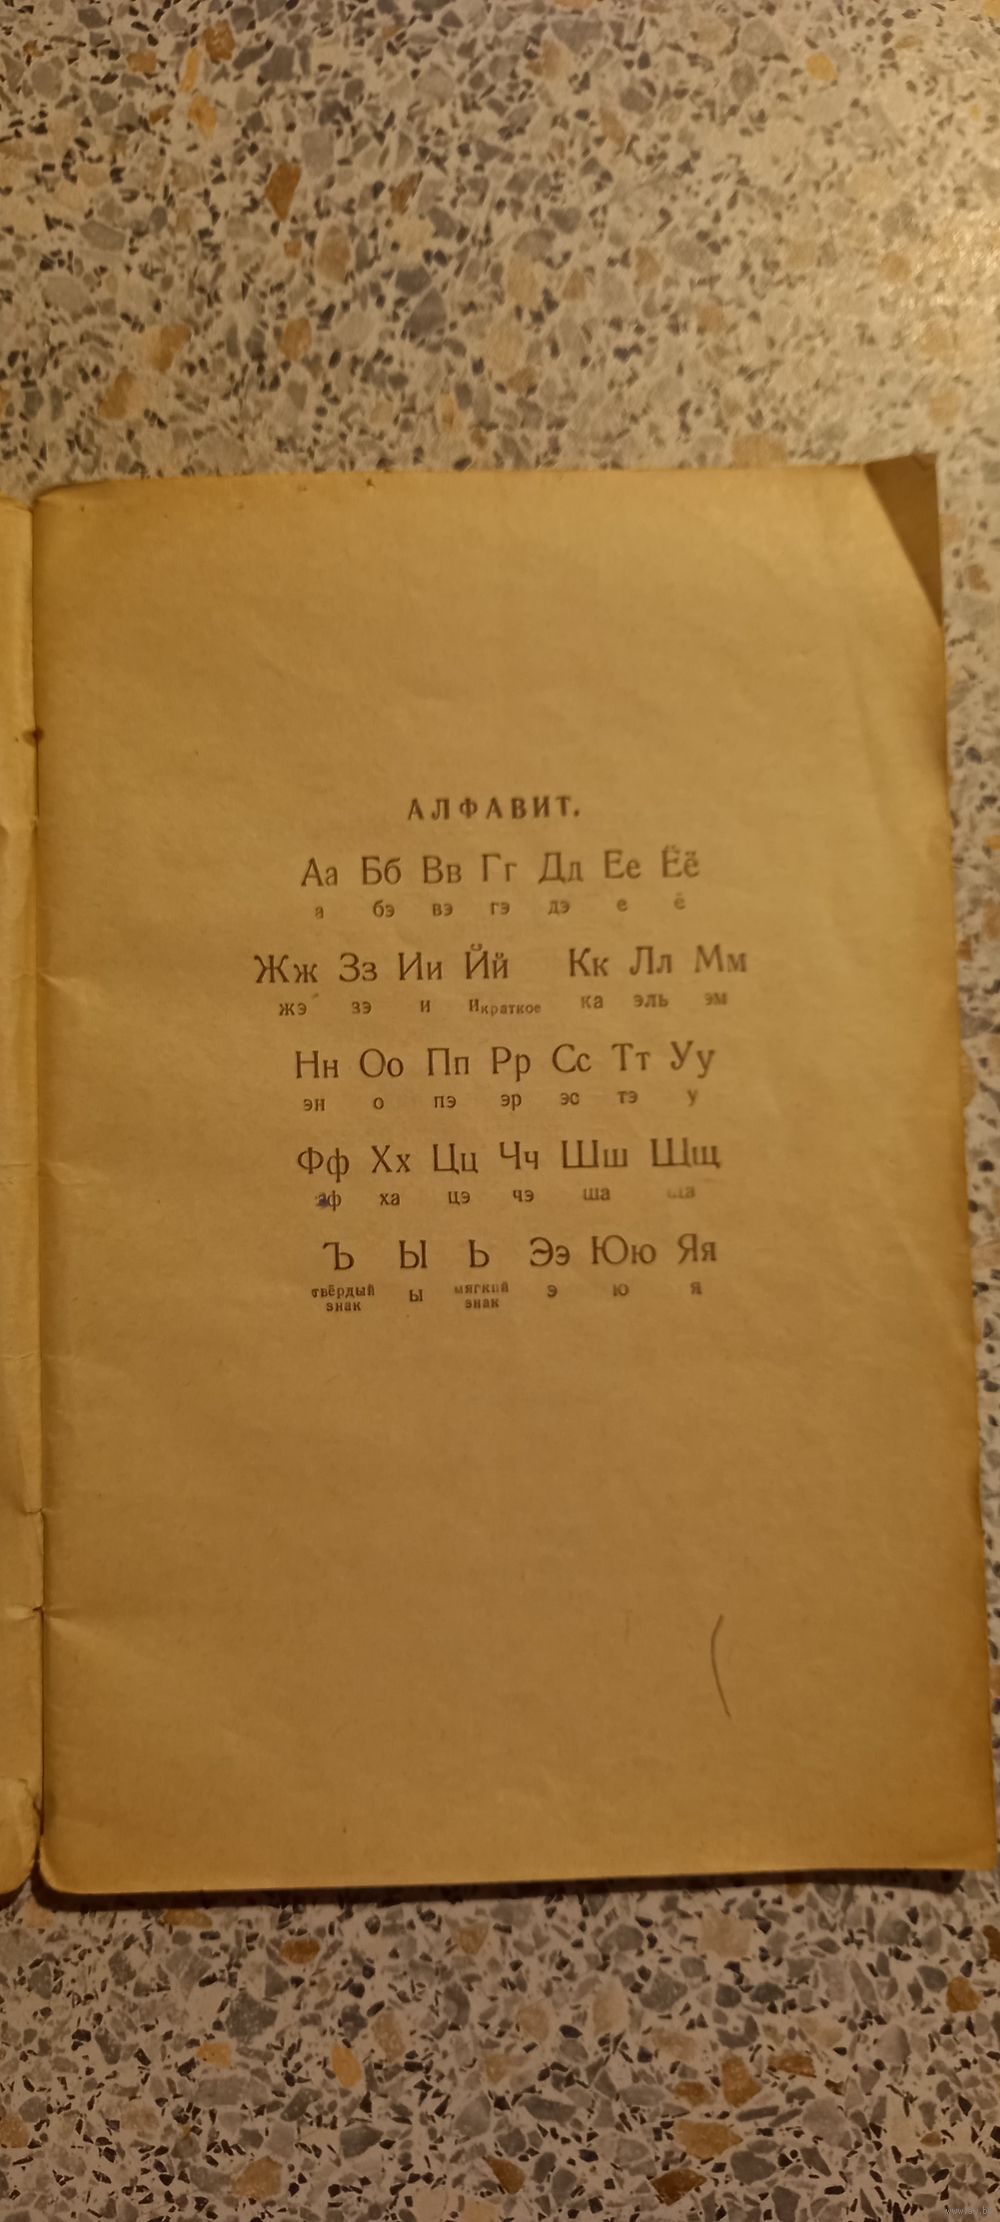 АЛФАВИТ.
Аа Бб Вв Гг Дд Ее Ёё
а бэ вэ гэ дэ е ё
Жж Зз Ии Йй Кк Лл Мм
жэ зэ и Икраткое ка эль эм
Нн Оо Пп Рр Сс Тт Уу
эн о пэ эр эс тэ у
Фф Хх Цц Чч Шш Щщ
эф ха цэ чэ ша ща
Ъ Ы Ь Ээ Юю Яя
твёрдый знак ы мягкий знак э ю я